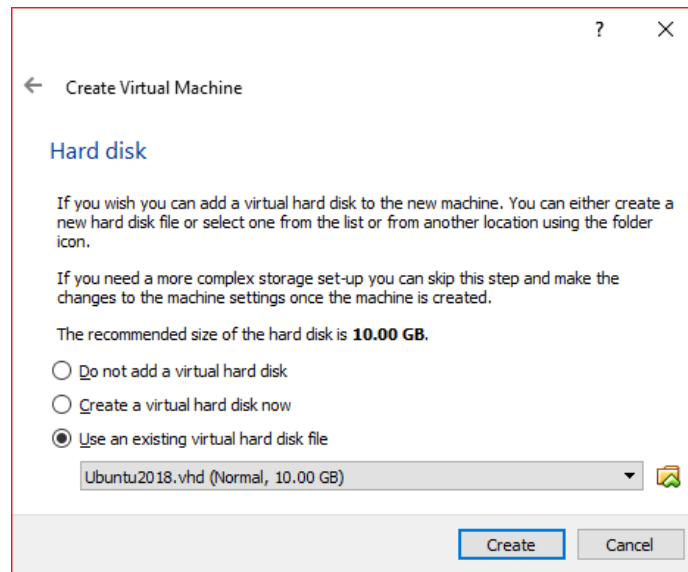 ?
Create Virtual Machine
Hard disk
If you wish you can add a virtual hard disk to the new machine. You can either create a
new hard disk file or select one from the list or from another location using the folder
icon.
If you need a more complex storage set-up you can skip this step and make the
changes to the machine settings once the machine is created.
The recommended size of the hard disk is 10.00 GB.
Do not add a virtual hard disk
Create a virtual hard disk now
Use an existing virtual hard disk file
Ubuntu2018.vhd (Normal, 10.00 GB)
Create Cancel